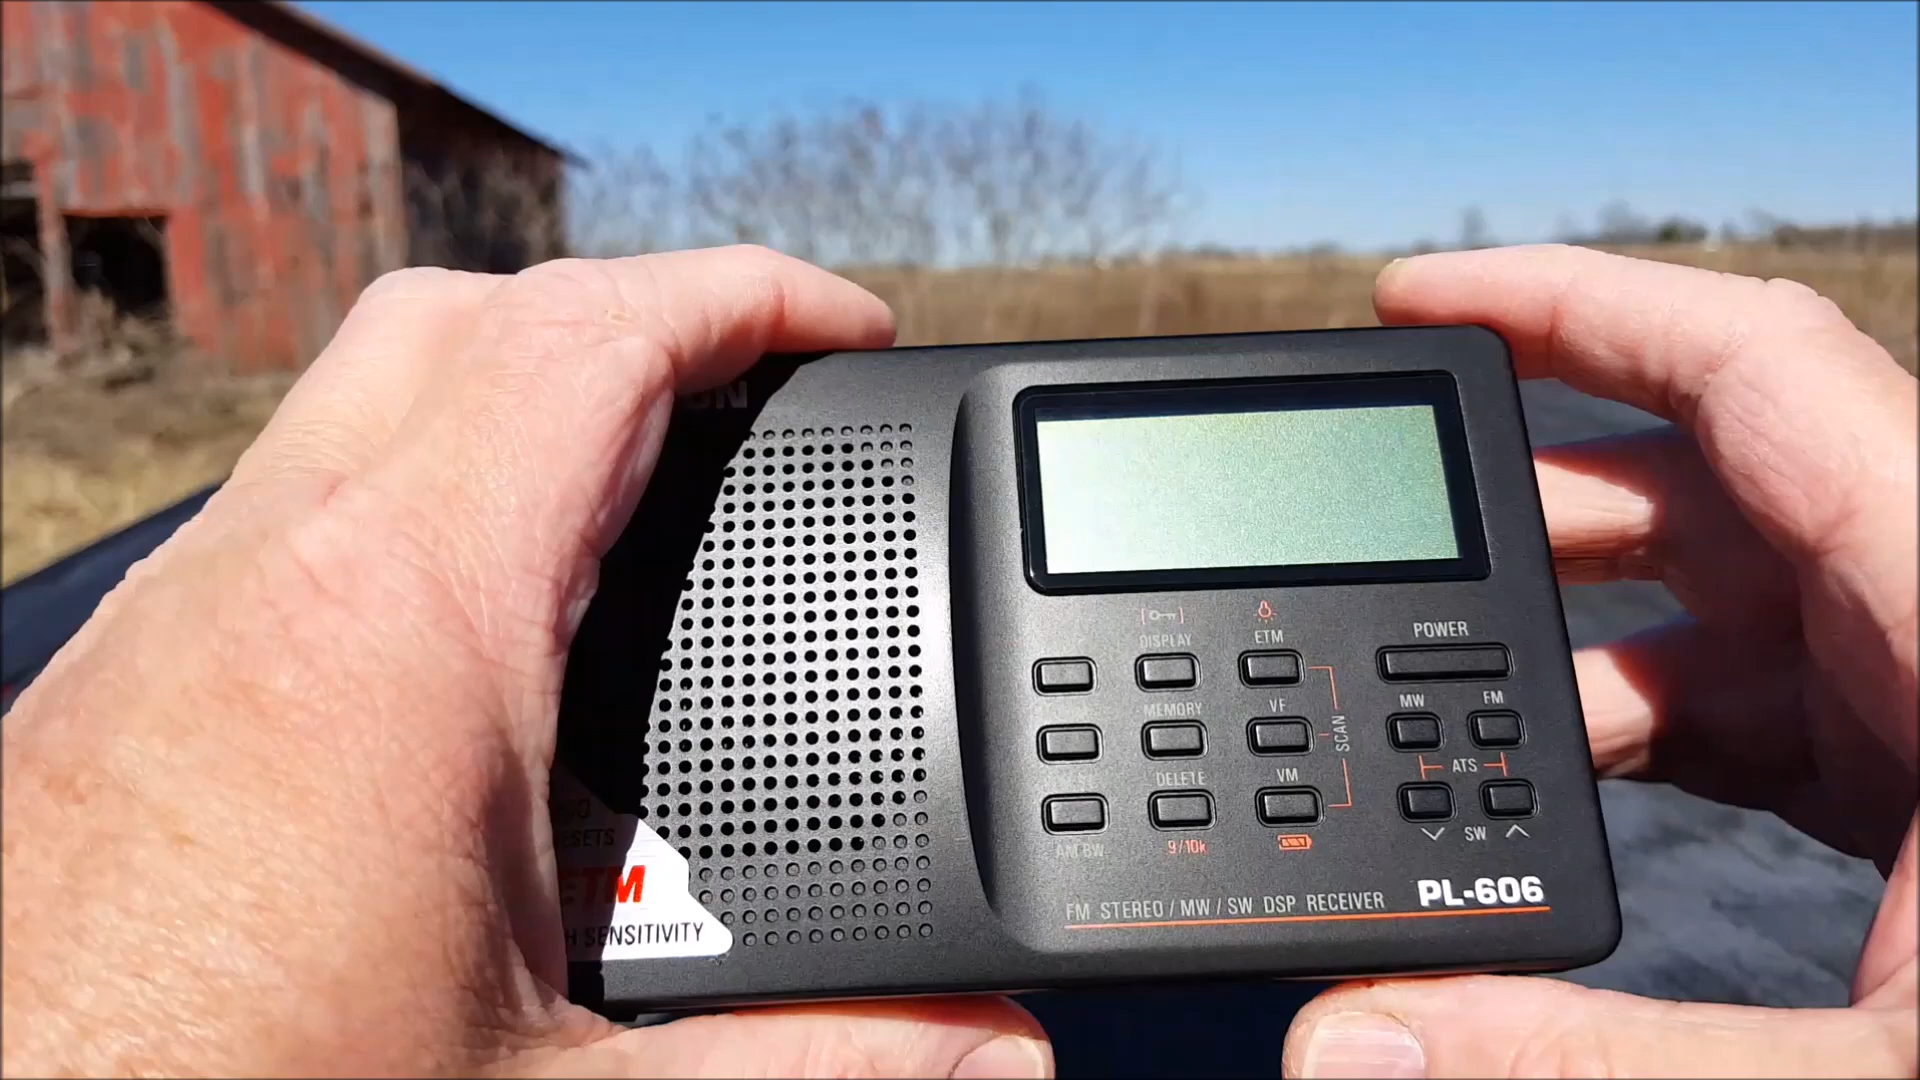 DISPLAY ETM
POWER
MEMORY VF
MW FM
SCAN
ATS
DELETE VM
SW
AM BW 9/10k
ETM
SENSITIVITY
FM STEREO / MW / SW DSP RECEIVER PL-606